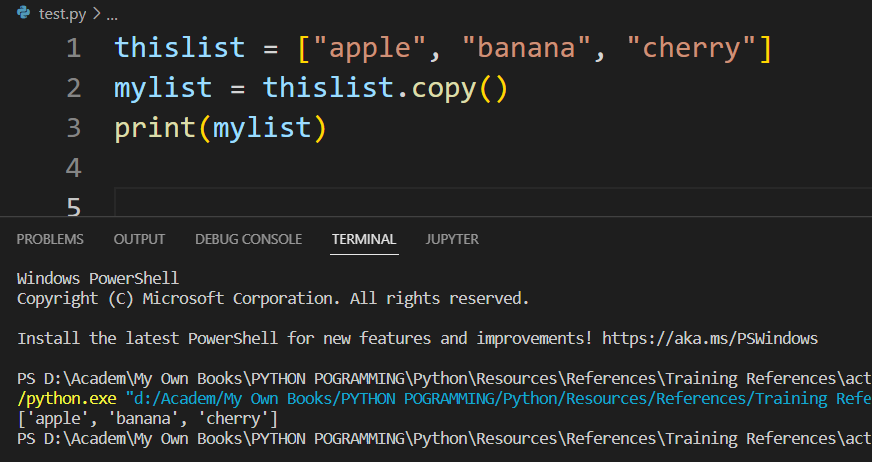 test.py > ...
1 thislist = ["apple", "banana", "cherry"]
2 mylist = thislist.copy()
3 print(mylist)
4
5
PROBLEMS OUTPUT DEBUG CONSOLE TERMINAL JUPYTER
Windows PowerShell
Copyright (C) Microsoft Corporation. All rights reserved.
Install the latest PowerShell for new features and improvements! https://aka.ms/PSWindows
PS D:\Academ\My Own Books\PYTHON POGRAMMING\Python\Resources\References\Training References\act
/python.exe "d:/Academ/My Own Books/PYTHON POGRAMMING/Python/Resources/References/Training Refe
['apple', 'banana', 'cherry']
PS D:\Academ\My Own Books\PYTHON POGRAMMING\Python\Resources\References\Training References\act